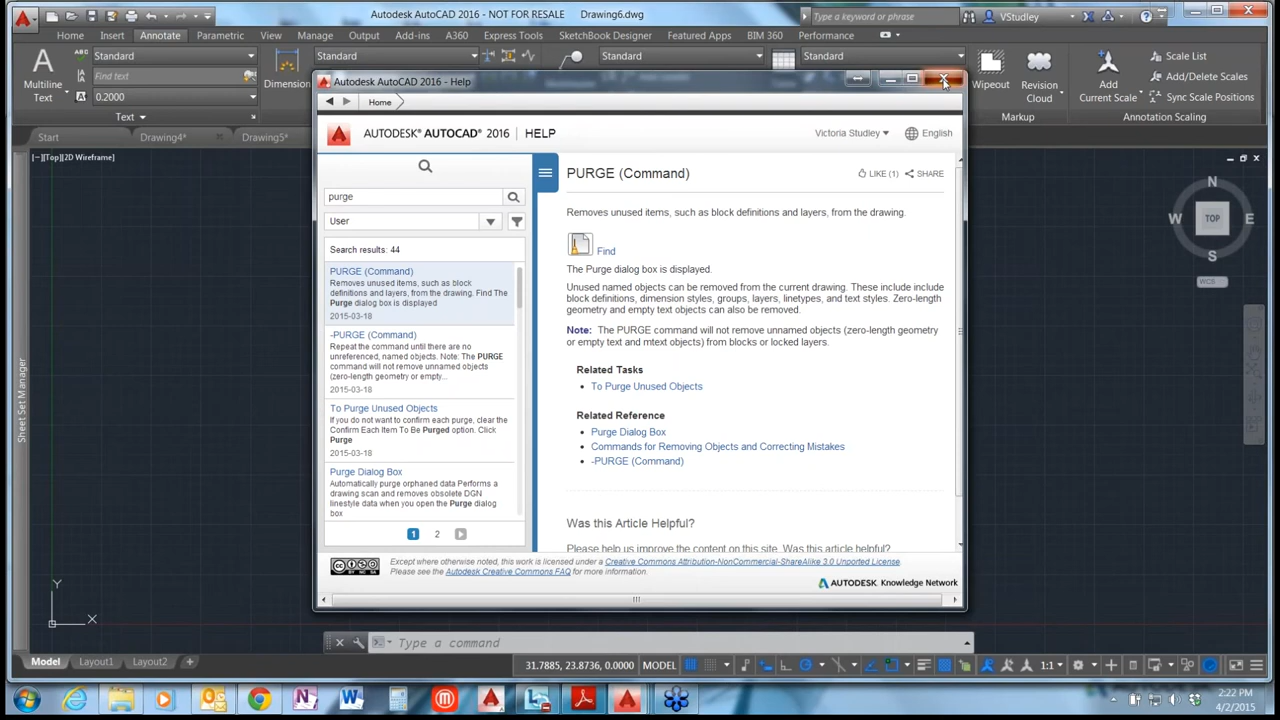 Autodesk AutoCAD 2016 - NOT FOR RESALE Drawing6.dwg
Type a keyword or phrase
VStudley
Home Insert Annotate Parametric View Manage Output Add-ins A360 Express Tools SketchBook Designer Featured Apps BIM 360 Performance
Standard Standard Standard Standard
Find text
0.2000
Multiline
Text
Dimension
Text
Wipeout
Revision
Cloud
Markup
Add
Current Scale
Scale List
Add/Delete Scales
Sync Scale Positions
Annotation Scaling
Start Drawing4* Drawing5*
[−][Top][2D Wireframe]
Sheet Set Manager
N
W TOP E
S
WCS
Autodesk AutoCAD 2016 - Help
Home
AUTODESK® AUTOCAD® 2016 | HELP
Victoria Studley English
purge
User
Search results: 44
PURGE (Command)
Removes unused items, such as block
definitions and layers, from the drawing. Find The
Purge dialog box is displayed
2015-03-18
-PURGE (Command)
Repeat the command until there are no
unreferenced, named objects. Note: The PURGE
command will not remove unnamed objects
(zero-length geometry or empty...
2015-03-18
To Purge Unused Objects
If you do not want to confirm each purge, clear the
Confirm Each Item To Be Purged option. Click
Purge
2015-03-18
Purge Dialog Box
Automatically purge orphaned data Performs a
drawing scan and removes obsolete DGN
linestyle data when you open the Purge dialog
box
1 2
PURGE (Command)
LIKE (1) SHARE
Removes unused items, such as block definitions and layers, from the drawing.
Find
The Purge dialog box is displayed.
Unused named objects can be removed from the current drawing. These include include
block definitions, dimension styles, groups, layers, linetypes, and text styles. Zero-length
geometry and empty text objects can also be removed.
Note: The PURGE command will not remove unnamed objects (zero-length geometry
or empty text and mtext objects) from blocks or locked layers.
Related Tasks
• To Purge Unused Objects
Related Reference
• Purge Dialog Box
• Commands for Removing Objects and Correcting Mistakes
• -PURGE (Command)
Was this Article Helpful?
Please help us improve the content on this site. Was this article helpful?
Except where otherwise noted, this work is licensed under a Creative Commons Attribution-NonCommercial-ShareAlike 3.0 Unported License.
Please see the Autodesk Creative Commons FAQ for more information.
AUTODESK Knowledge Network
Y
X
Type a command
Model Layout1 Layout2 +
31.7885, 23.8736, 0.0000 MODEL 1:1
2:22 PM
4/2/2015